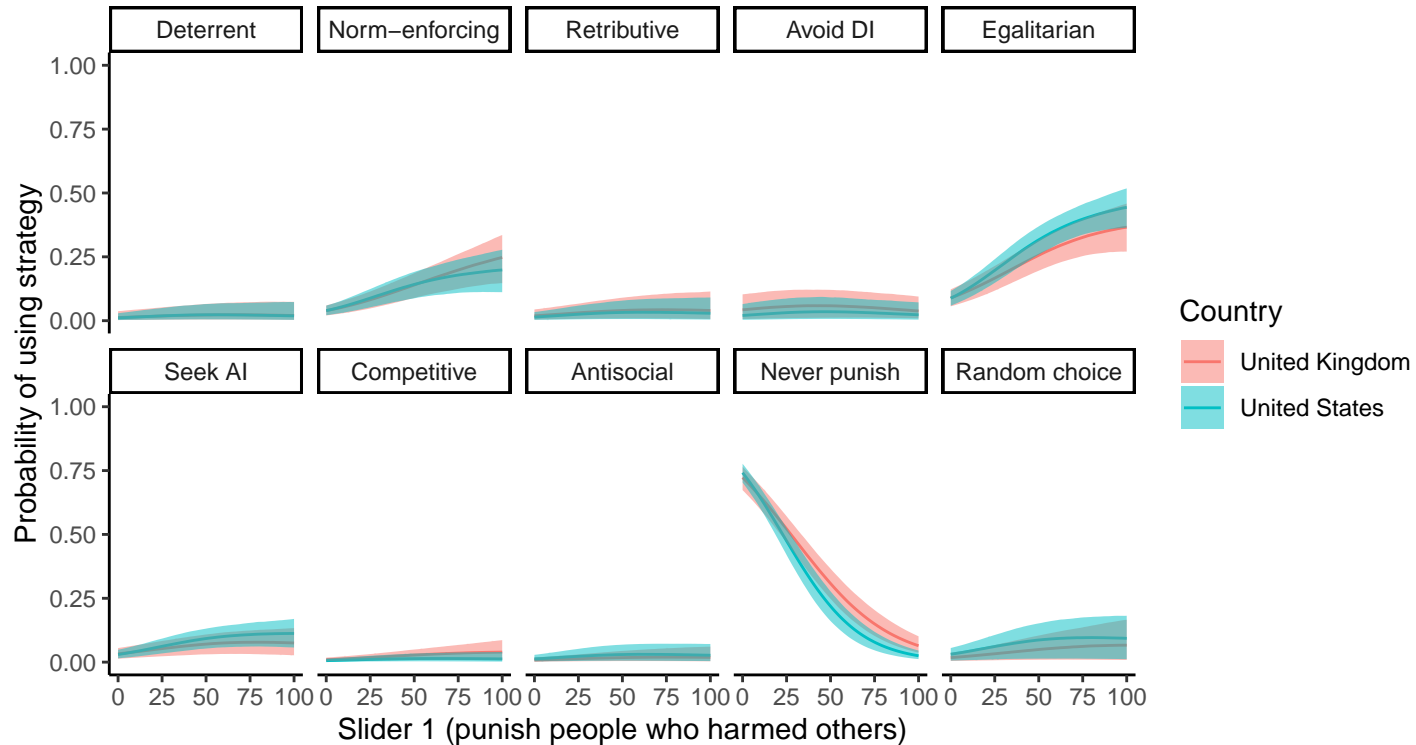 Deterrent Norm−enforcing Retributive Avoid DI Egalitarian
1.00
0.75
0.50
0.25
0.00
Seek AI Competitive Antisocial Never punish Random choice
1.00
0.75
0.50
0.25
0.00
0 25 50 75 100 0 25 50 75 100 0 25 50 75 100 0 25 50 75 100 0 25 50 75 100
Slider 1 (punish people who harmed others)
Probability of using strategy
Country
United Kingdom
United States